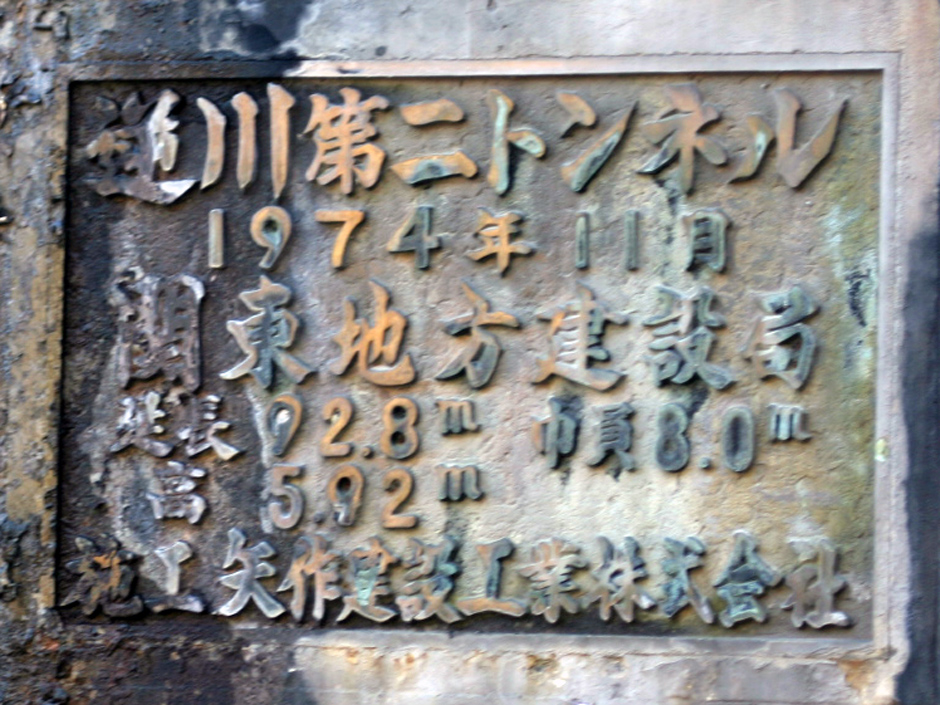 川第二トンネル
1974年11月
関東地方建設局
延長 92.8m 巾員 8.0m
高 5.92m
施工 矢作建設工業株式会社